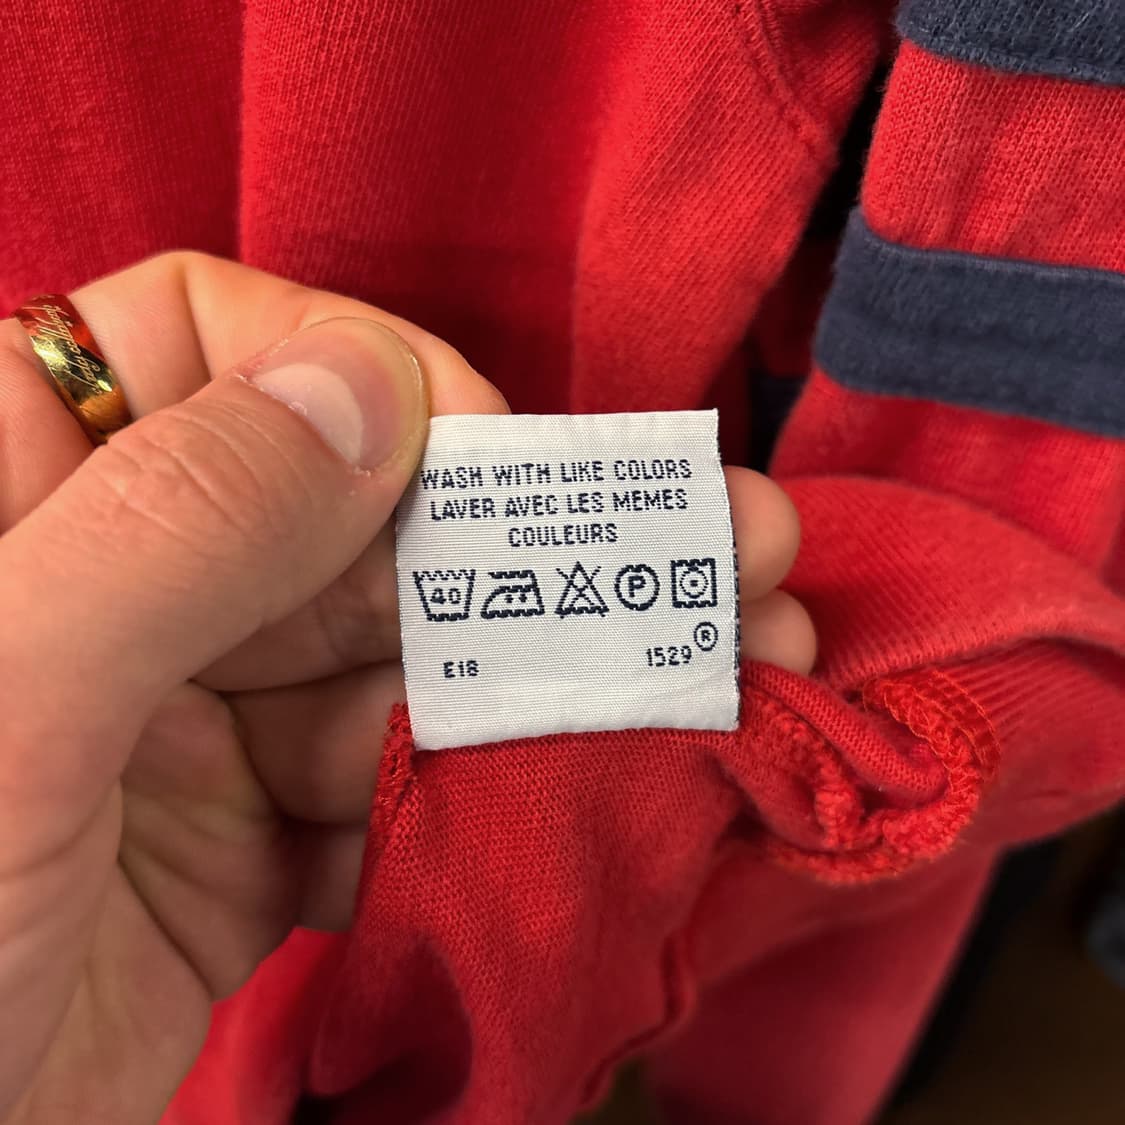 WASH WITH LIKE COLORS
LAVER AVEC LES MEMES
COULEURS
40 P
E18 1529®